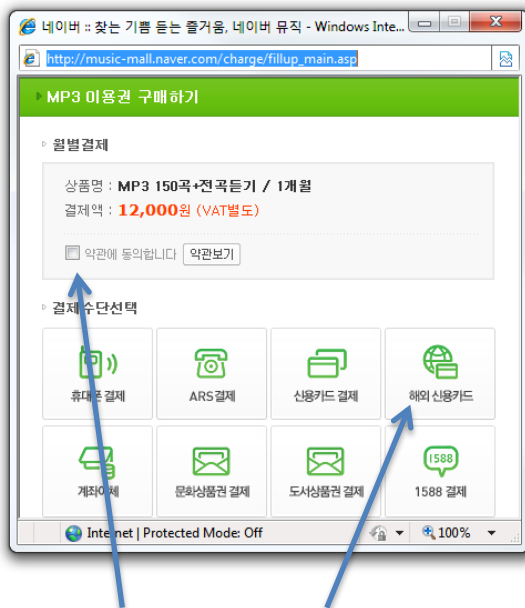 네이버 :: 찾는 기쁨 듣는 즐거움, 네이버 뮤직 - Windows Inte...
http://music-mall.naver.com/charge/fillup_main.asp
MP3 이용권 구매하기
월별결제
상품명 : MP3 150곡+전곡듣기 / 1개월
결제액 : 12,000원 (VAT별도)
약관에 동의합니다 약관보기
결제수단선택
휴대폰 결제 ARS결제 신용카드 결제 해외 신용카드
1588
계좌이체 문화상품권 결제 도서상품권 결제 1588 결제
Internet | Protected Mode: Off 100%